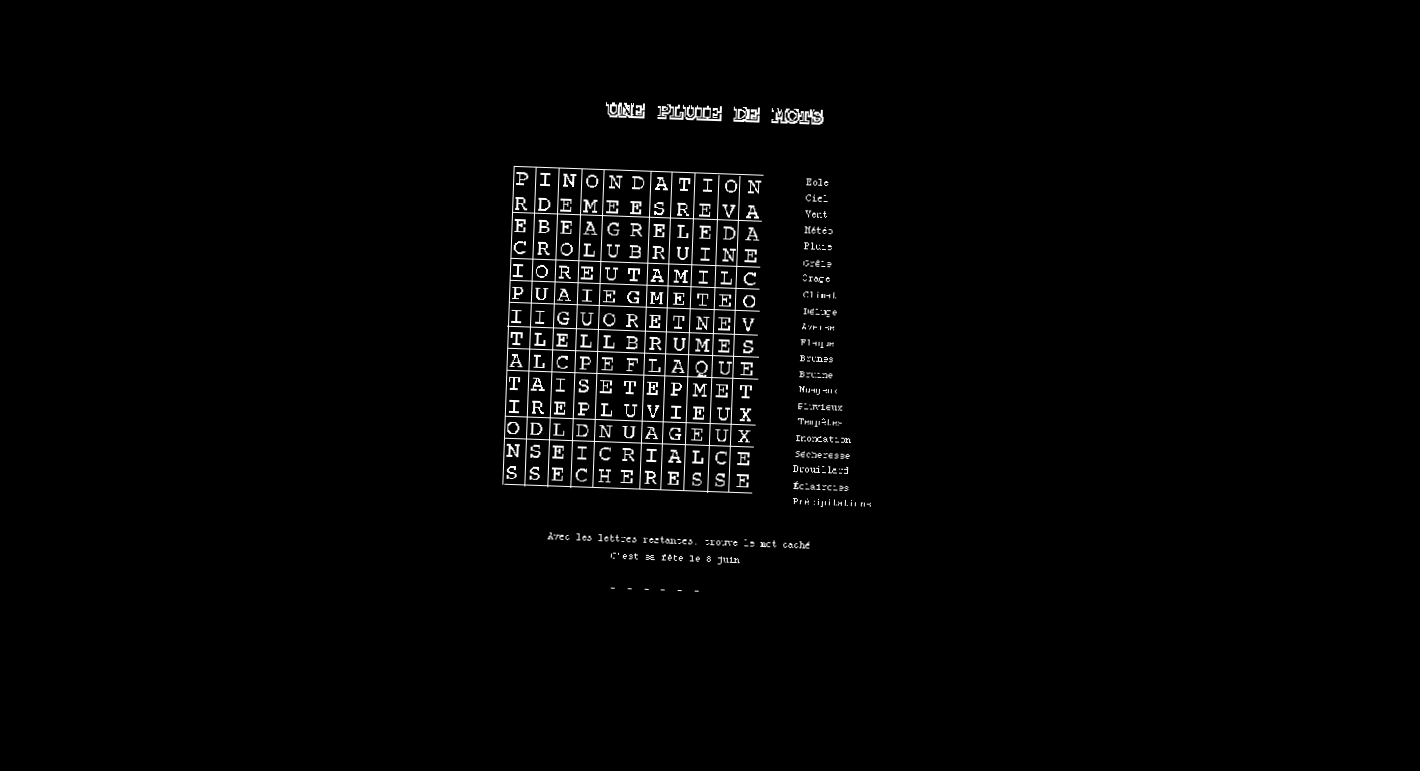 UNE PLUIE DE MOTS
P I N O N D A T I O N
R D E M E E S R E V A
E B E A G R E L E D A
C R O L U B R U I N E
I O R E U T A M I L C
P U A I E G M E T E O
I I G U O R E T N E V
T L E L L B R U M E S
A L C P E F L A Q U E
T A I S E T E P M E T
I R E P L U V I E U X
O D L D N U A G E U X
N S E I C R I A L C E
S S E C H E R E S S E
Eole
Ciel
Vent
Météo
Pluie
Grêle
Orage
Climat
Déluge
Averse
Flaque
Brumes
Bruine
Nuageux
Pluvieux
Tempêtes
Inondation
Sécheresse
Brouillard
Éclaircies
Précipitations
Avec les lettres restantes, trouve le mot caché
C'est sa fête le 8 juin
- - - - - -